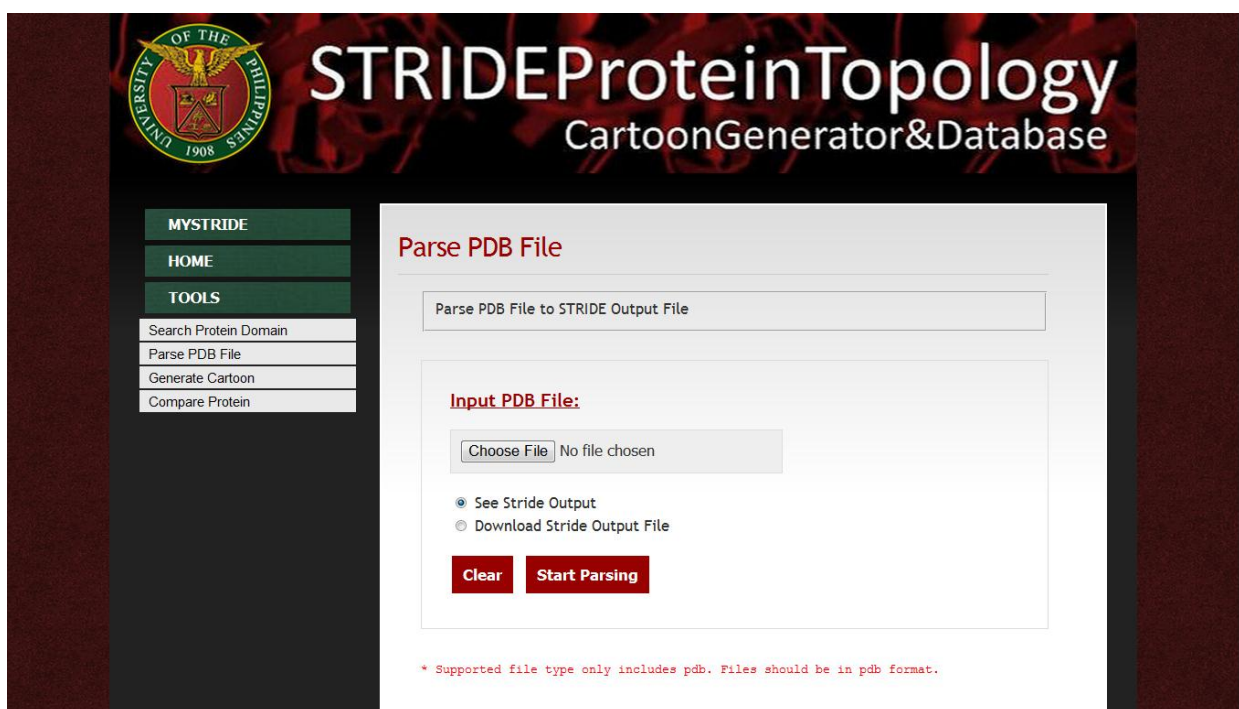 UNIVERSITY OF THE PHILIPPINES
1908
STRIDEProteinTopology
CartoonGenerator&Database
MYSTRIDE
HOME
TOOLS
Search Protein Domain
Parse PDB File
Generate Cartoon
Compare Protein
Parse PDB File
Parse PDB File to STRIDE Output File
Input PDB File:
Choose File No file chosen
See Stride Output
Download Stride Output File
Clear Start Parsing
* Supported file type only includes pdb. Files should be in pdb format.